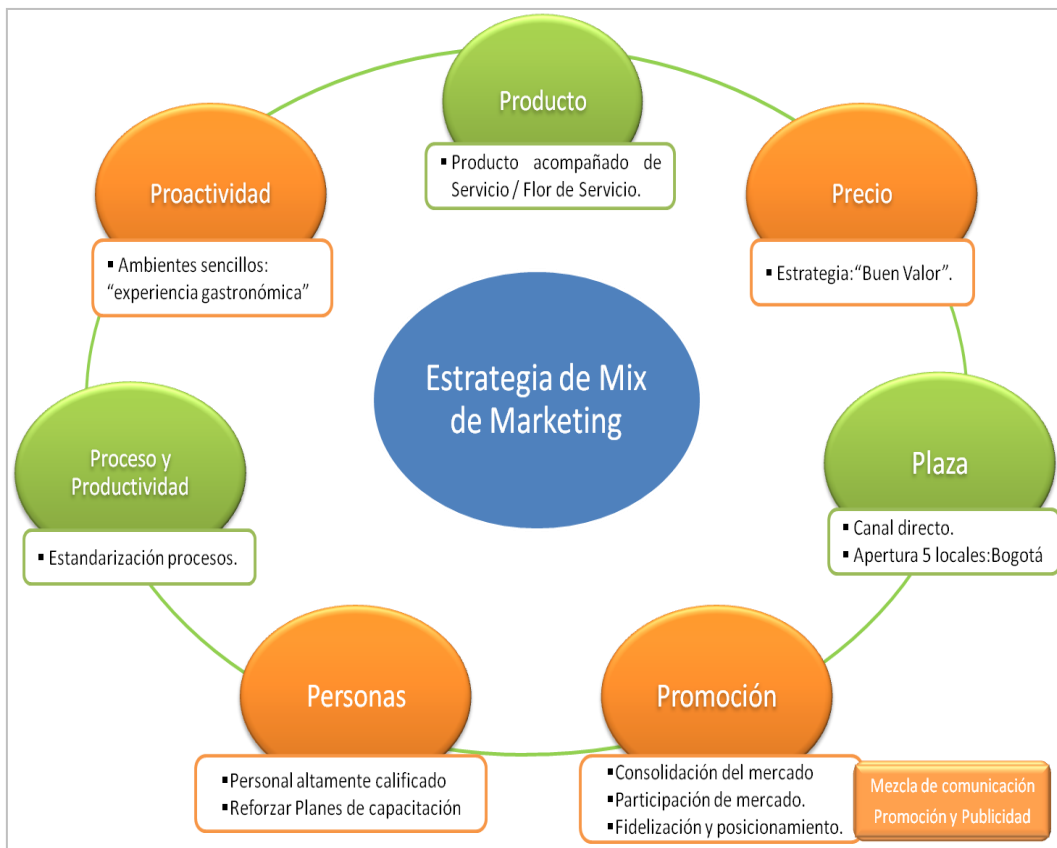 Producto
▪ Producto acompañado de
Servicio / Flor de Servicio.
Precio
▪ Estrategia:“Buen Valor”.
Plaza
▪ Canal directo.
▪ Apertura 5 locales:Bogotá
Promoción
▪Consolidación del mercado
▪Participación de mercado.
▪Fidelización y posicionamiento.
Mezcla de comunicación
Promoción y Publicidad
Personas
▪Personal altamente calificado
▪Reforzar Planes de capacitación
Proceso y
Productividad
▪ Estandarización procesos.
Proactividad
▪ Ambientes sencillos:
“experiencia gastronómica”
Estrategia de Mix
de Marketing